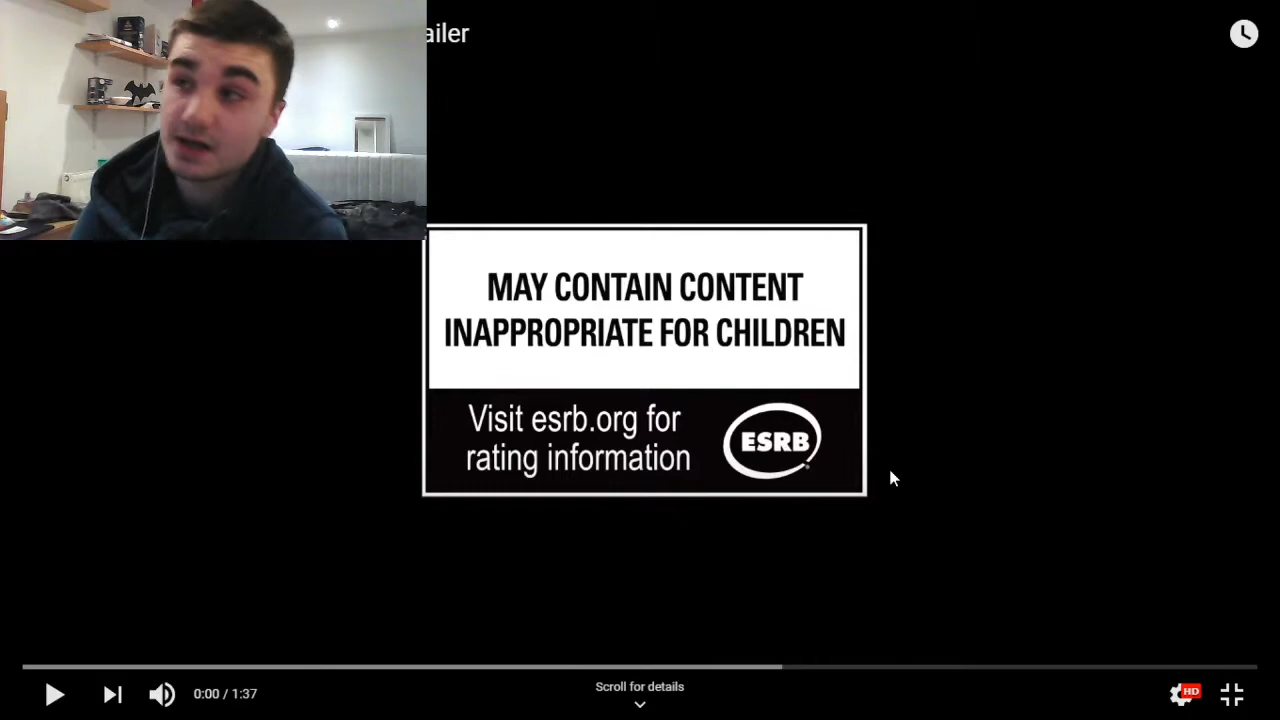 ailer
MAY CONTAIN CONTENT
INAPPROPRIATE FOR CHILDREN
Visit esrb.org for
rating information
ESRB
0:00 / 1:37
Scroll for details
HD